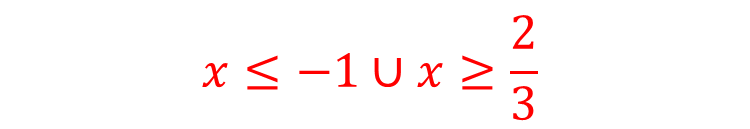 x ≤ −1 ∪ x ≥ 2/3